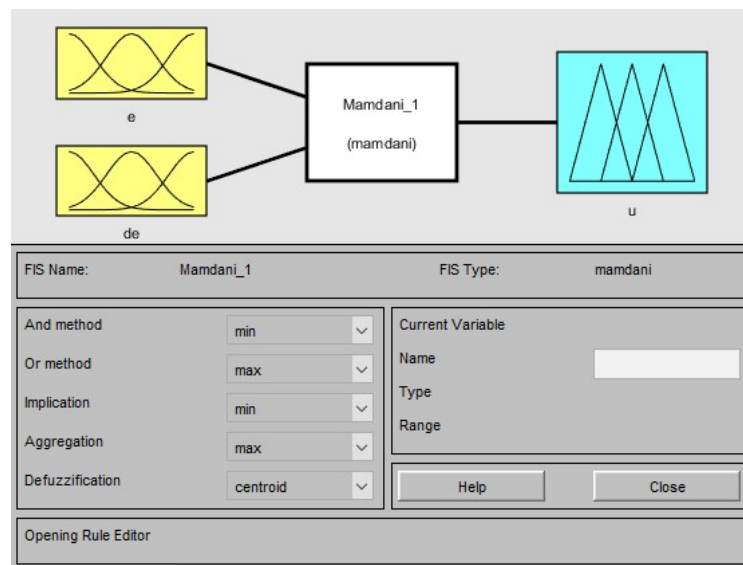 e
Mamdani_1
(mamdani)
de
u
FIS Name: Mamdani_1 FIS Type: mamdani
And method min
Or method max
Implication min
Aggregation max
Defuzzification centroid
Current Variable
Name
Type
Range
Help Close
Opening Rule Editor